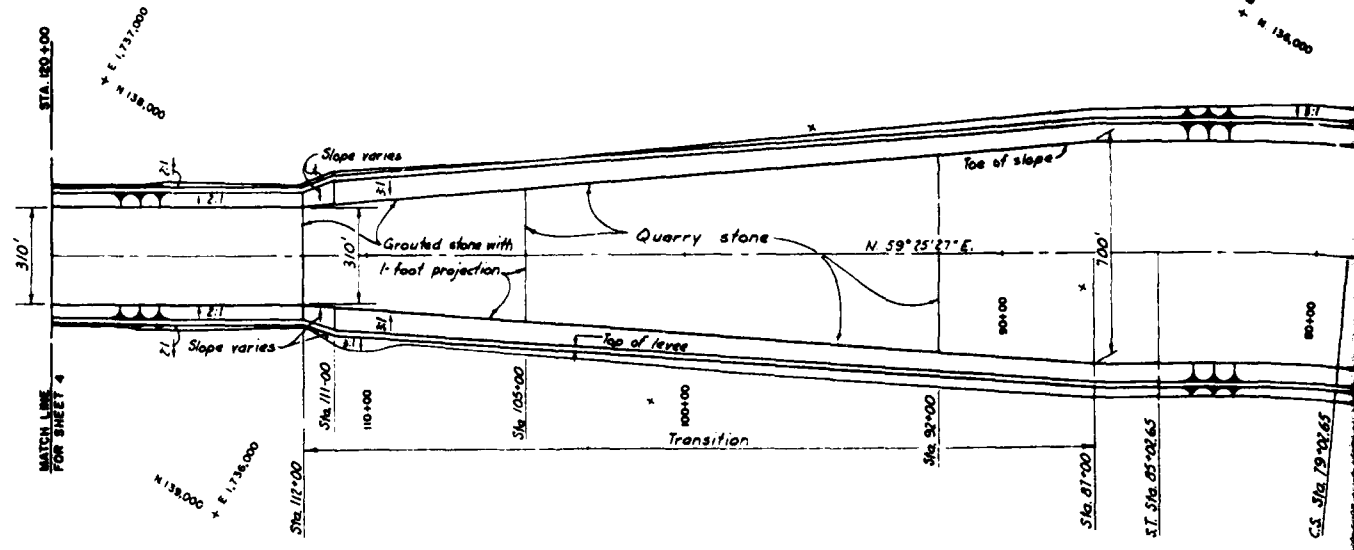 STA. 120+00
+ E 1,737,000
N 138,000
+
N 136,000
2:1
Slope varies
2:1
3:1
Toe of slope
310'
310'
Grouted stone with
1-foot projection
Quarry stone
N. 59°25'27" E.
700'
2:1
2:1
Slope varies
3:1
Top of levee
90+00
80+00
MATCH LINE
FOR SHEET 4
Sta. 111+00
110+00
Sta. 105+00
100+00
Transition
Sta. 92+00
N 139,000
+ E 1,736,000
Sta. 112+00
Sta. 87+00
S.T. Sta. 85+02.65
C.S. Sta. 79+02.65